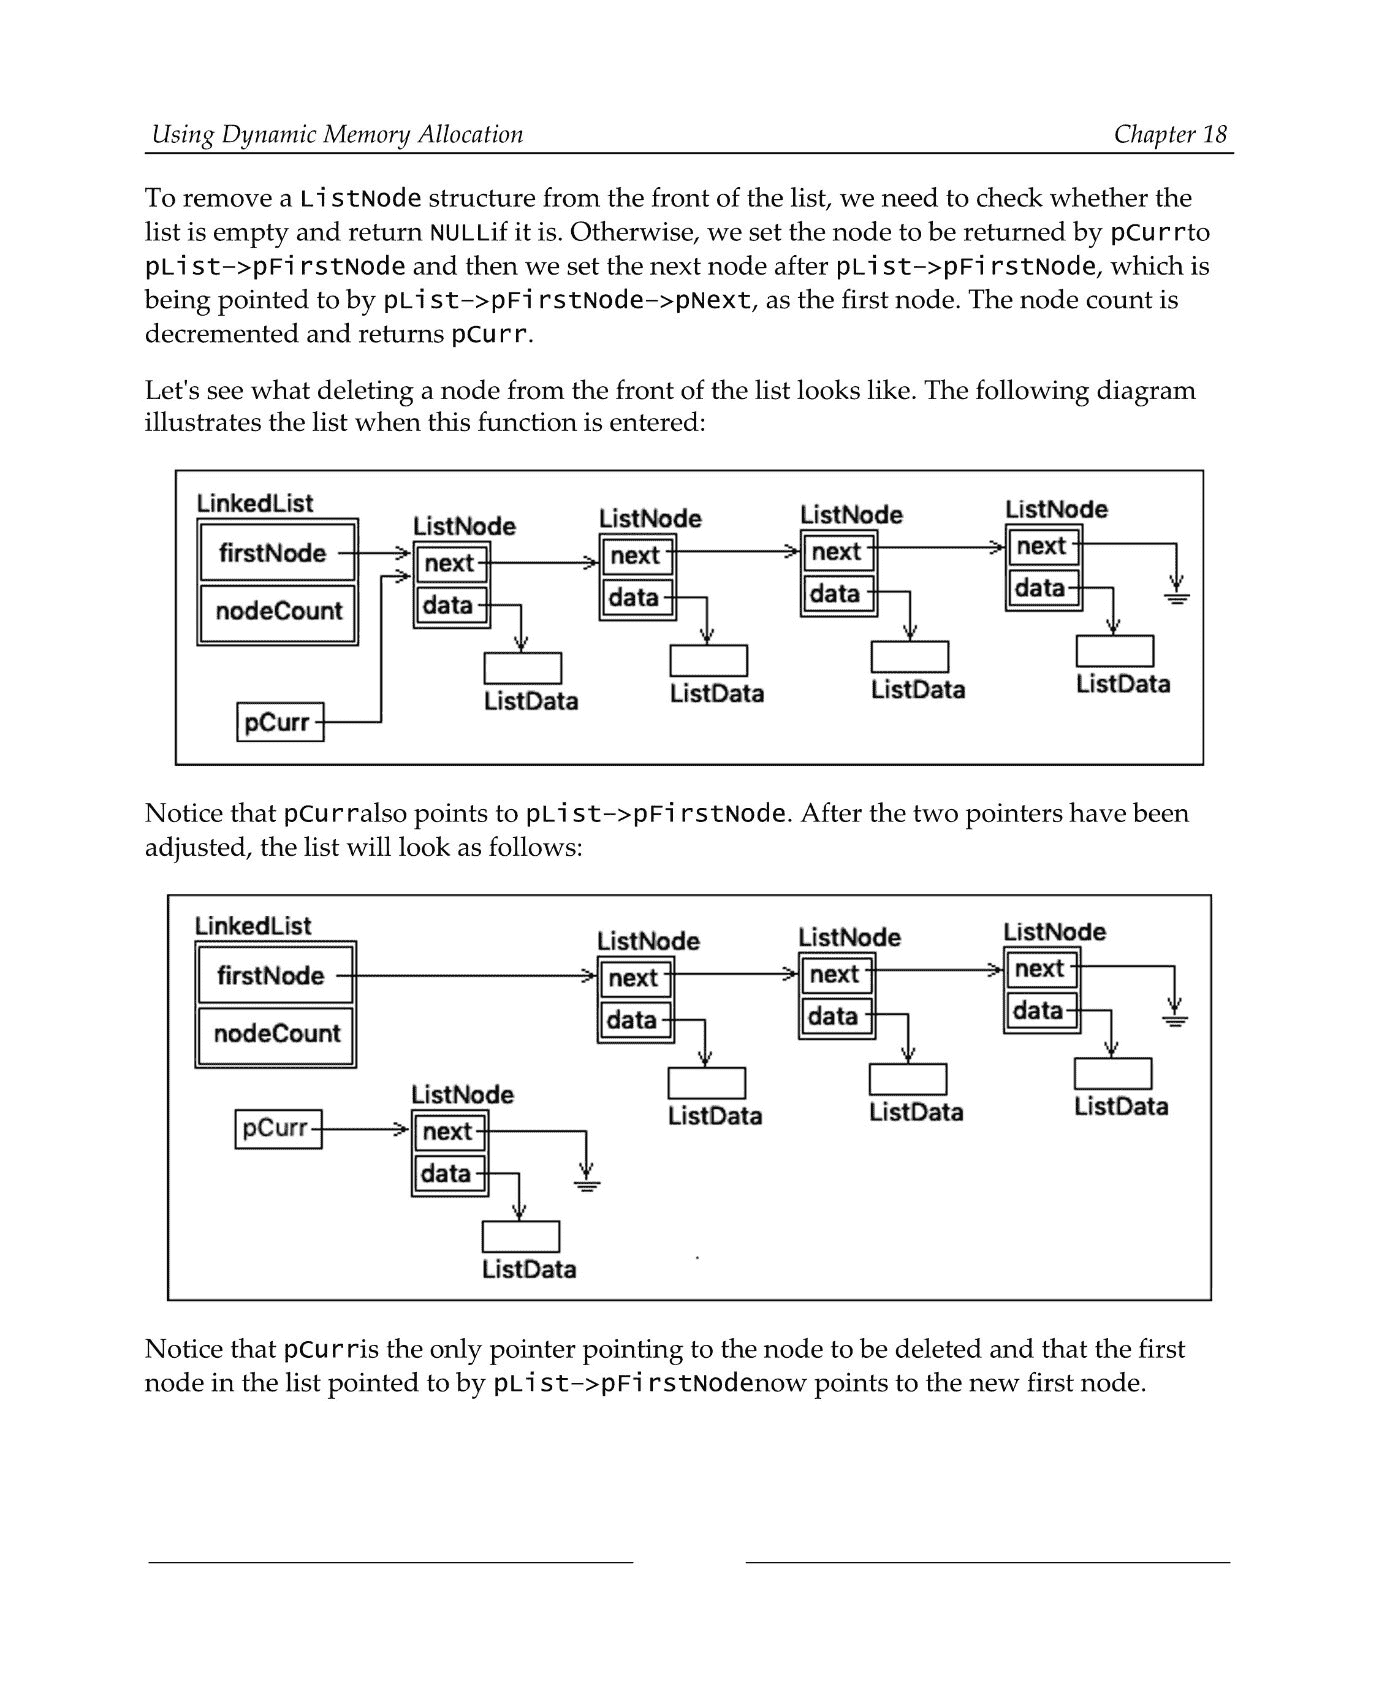 Using Dynamic Memory Allocation Chapter 18
To remove a ListNode structure from the front of the list, we need to check whether the
list is empty and return NULLif it is. Otherwise, we set the node to be returned by pCurrto
pList->pFirstNode and then we set the next node after pList->pFirstNode, which is
being pointed to by pList->pFirstNode->pNext, as the first node. The node count is
decremented and returns pCurr.
Let's see what deleting a node from the front of the list looks like. The following diagram
illustrates the list when this function is entered:
LinkedList
firstNode
nodeCount
pCurr
ListNode
next
data
ListData
ListNode
next
data
ListData
ListNode
next
data
ListData
ListNode
next
data
ListData
Notice that pCurralso points to pList->pFirstNode. After the two pointers have been
adjusted, the list will look as follows:
LinkedList
firstNode
nodeCount
ListNode
next
data
ListData
ListNode
next
data
ListData
ListNode
next
data
ListData
pCurr
ListNode
next
data
ListData
Notice that pCurris the only pointer pointing to the node to be deleted and that the first
node in the list pointed to by pList->pFirstNodenow points to the new first node.